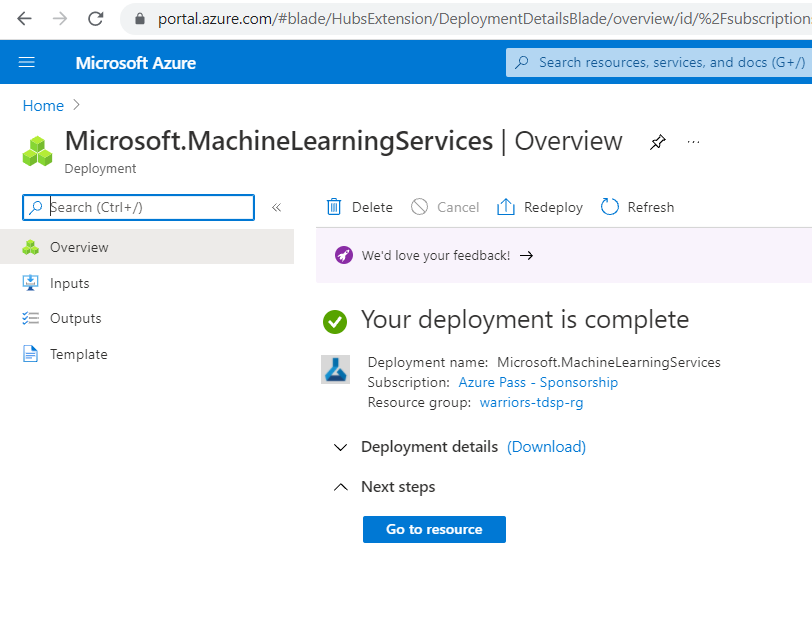 portal.azure.com/#blade/HubsExtension/DeploymentDetailsBlade/overview/id/%2Fsubscription
Microsoft Azure
Search resources, services, and docs (G+/)
Home
Microsoft.MachineLearningServices | Overview
Deployment
Search (Ctrl+/)
Delete
Cancel
Redeploy
Refresh
Overview
Inputs
Outputs
Template
We'd love your feedback!
Your deployment is complete
Deployment name: Microsoft.MachineLearningServices
Subscription: Azure Pass - Sponsorship
Resource group: warriors-tdsp-rg
Deployment details (Download)
Next steps
Go to resource